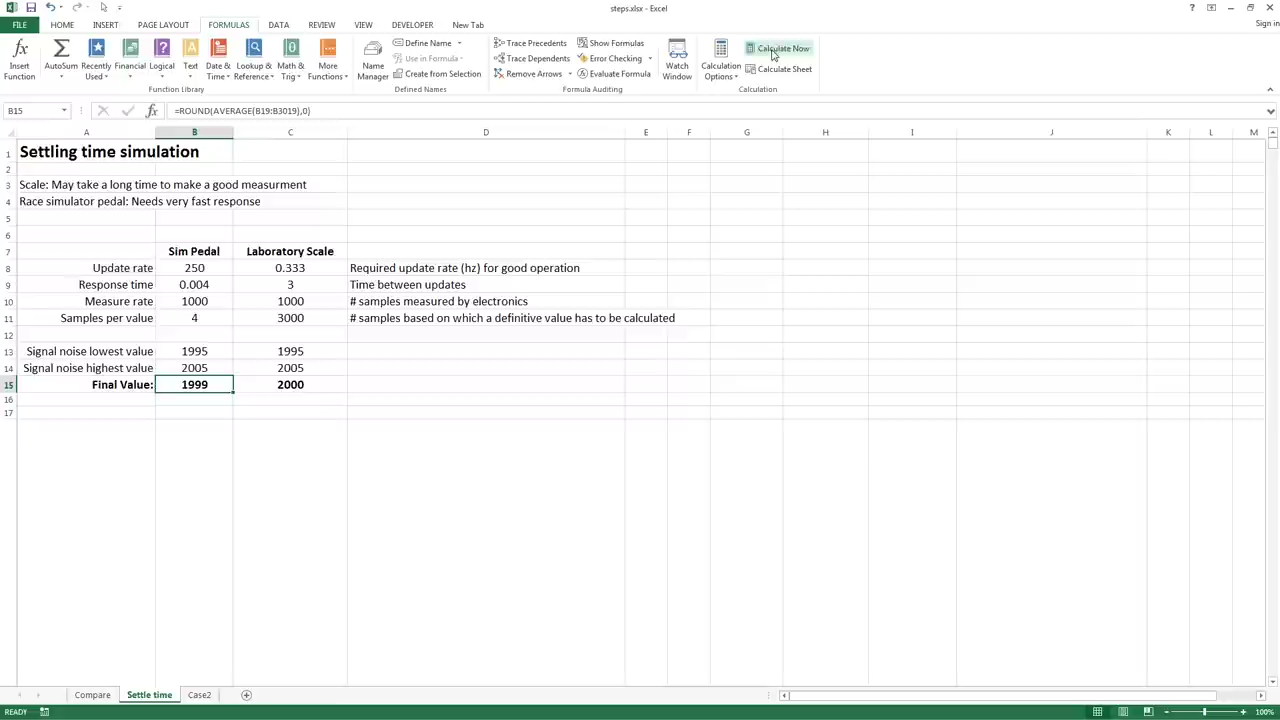 steps.xlsx - Excel
Sign in
FILE HOME INSERT PAGE LAYOUT FORMULAS DATA REVIEW VIEW DEVELOPER New Tab
Insert Function
AutoSum
Recently Used
Financial
Logical
Text
Date & Time
Lookup & Reference
Math & Trig
More Functions
Function Library
Name Manager
Define Name
Use in Formula
Create from Selection
Defined Names
Trace Precedents
Trace Dependents
Remove Arrows
Show Formulas
Error Checking
Evaluate Formula
Formula Auditing
Watch Window
Calculation Options
Calculate Now
Calculate Sheet
Calculation
B15 fx =ROUND(AVERAGE(B19:B3019),0)
A B C D E F G H I J K L M
1 Settling time simulation
2
3 Scale: May take a long time to make a good measurment
4 Race simulator pedal: Needs very fast response
5
6
7 Sim Pedal Laboratory Scale
8 Update rate 250 0.333 Required update rate (hz) for good operation
9 Response time 0.004 3 Time between updates
10 Measure rate 1000 1000 # samples measured by electronics
11 Samples per value 4 3000 # samples based on which a definitive value has to be calculated
12
13 Signal noise lowest value 1995 1995
14 Signal noise highest value 2005 2005
15 Final Value: 1999 2000
16
17
Compare Settle time Case2
READY 100%